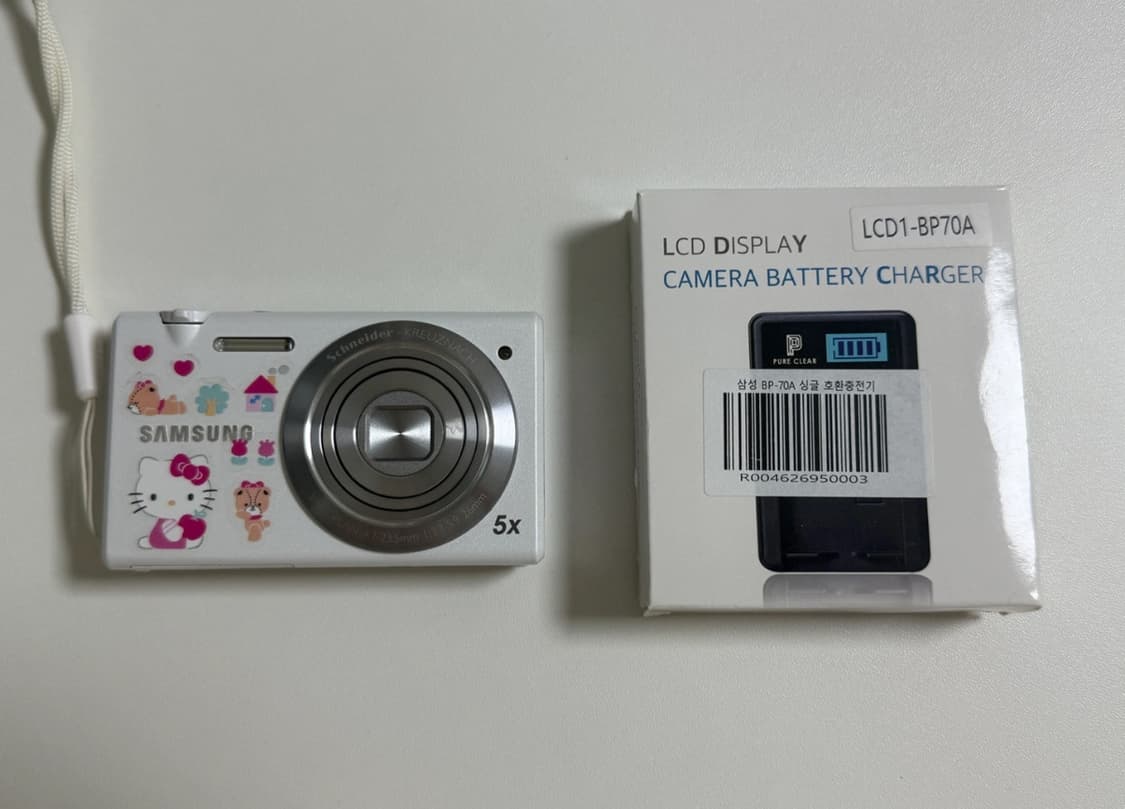 Schneider-KREUZNACH
SAMSUNG
5x
LCD DISPLAY
LCD1-BP70A
CAMERA BATTERY CHARGER
P
PURE CLEAR
삼성 BP-70A 싱글 호환충전기
R004626950003